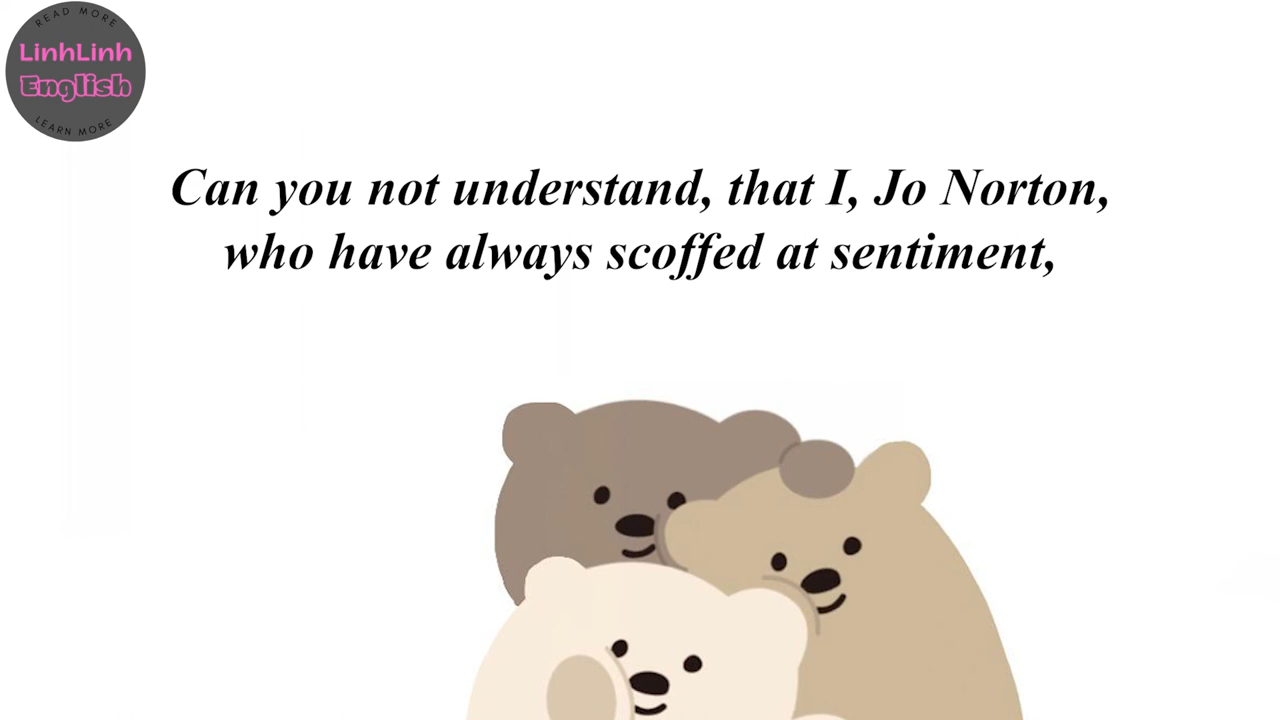 READ MORE
LinhLinh
English
LEARN MORE
Can you not understand, that I, Jo Norton,
who have always scoffed at sentiment,